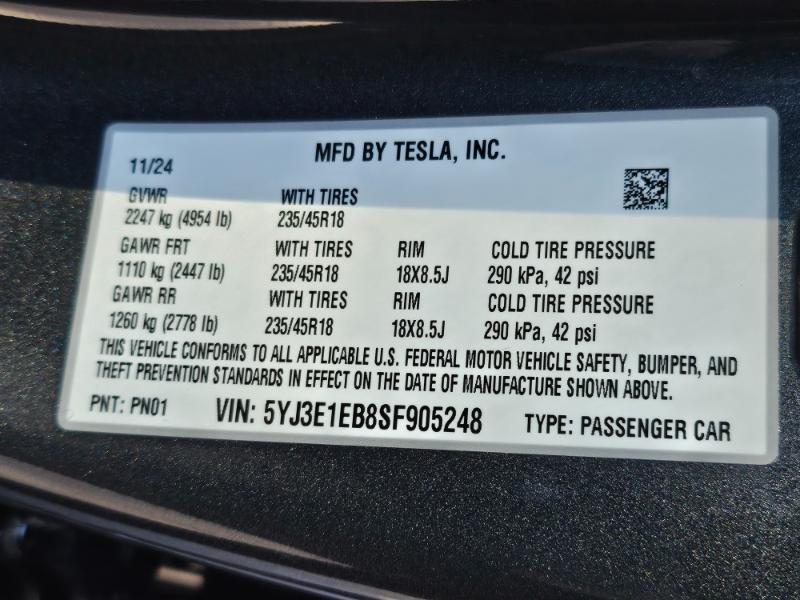 MFD BY TESLA, INC.
11/24
GVWR WITH TIRES
2247 kg (4954 lb) 235/45R18
GAWR FRT WITH TIRES RIM COLD TIRE PRESSURE
1110 kg (2447 lb) 235/45R18 18X8.5J 290 kPa, 42 psi
GAWR RR WITH TIRES RIM COLD TIRE PRESSURE
1260 kg (2778 lb) 235/45R18 18X8.5J 290 kPa, 42 psi
THIS VEHICLE CONFORMS TO ALL APPLICABLE U.S. FEDERAL MOTOR VEHICLE SAFETY, BUMPER, AND
THEFT PREVENTION STANDARDS IN EFFECT ON THE DATE OF MANUFACTURE SHOWN ABOVE.
PNT: PN01 VIN: 5YJ3E1EB8SF905248 TYPE: PASSENGER CAR